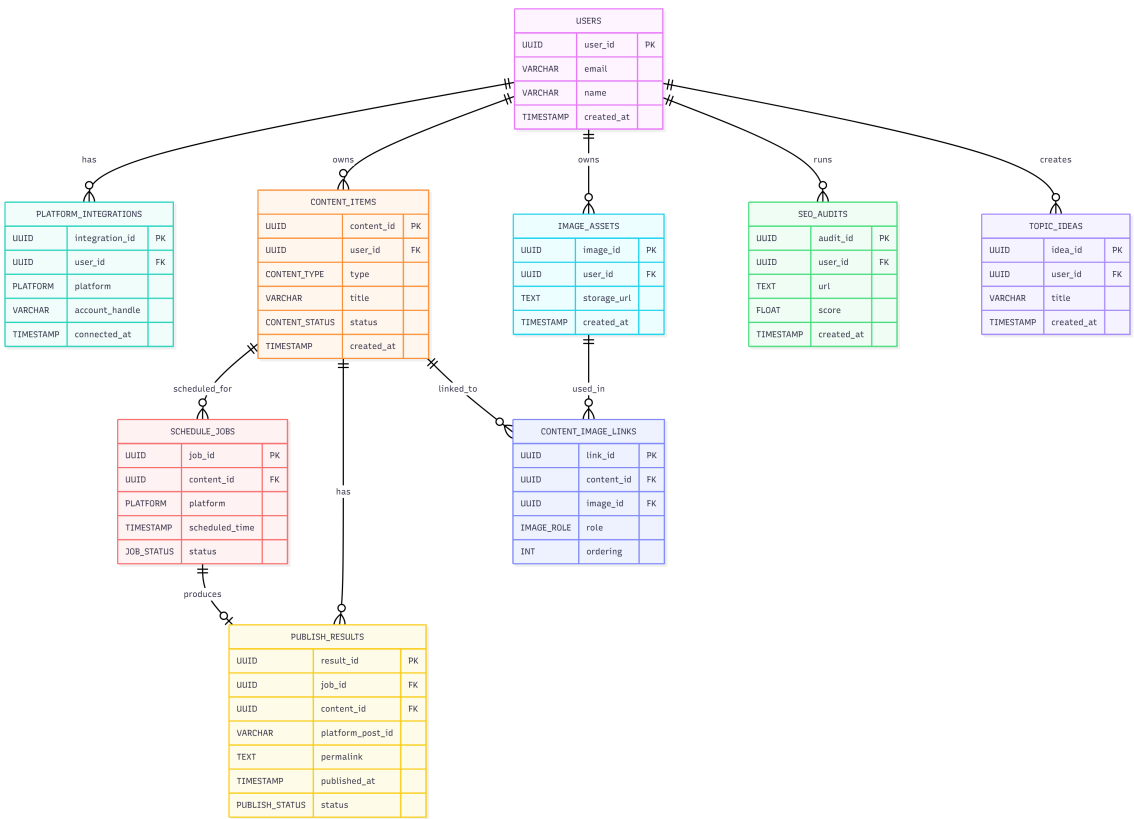 USERS
UUID user_id PK
VARCHAR email
VARCHAR name
TIMESTAMP created_at
has
owns
owns
runs
creates
PLATFORM_INTEGRATIONS
UUID integration_id PK
UUID user_id FK
PLATFORM platform
VARCHAR account_handle
TIMESTAMP connected_at
CONTENT_ITEMS
UUID content_id PK
UUID user_id FK
CONTENT_TYPE type
VARCHAR title
CONTENT_STATUS status
TIMESTAMP created_at
IMAGE_ASSETS
UUID image_id PK
UUID user_id FK
TEXT storage_url
TIMESTAMP created_at
SEO_AUDITS
UUID audit_id PK
UUID user_id FK
TEXT url
FLOAT score
TIMESTAMP created_at
TOPIC_IDEAS
UUID idea_id PK
UUID user_id FK
VARCHAR title
TIMESTAMP created_at
scheduled_for
linked_to
used_in
SCHEDULE_JOBS
UUID job_id PK
UUID content_id FK
PLATFORM platform
TIMESTAMP scheduled_time
JOB_STATUS status
has
CONTENT_IMAGE_LINKS
UUID link_id PK
UUID content_id FK
UUID image_id FK
IMAGE_ROLE role
INT ordering
produces
PUBLISH_RESULTS
UUID result_id PK
UUID job_id FK
UUID content_id FK
VARCHAR platform_post_id
TEXT permalink
TIMESTAMP published_at
PUBLISH_STATUS status